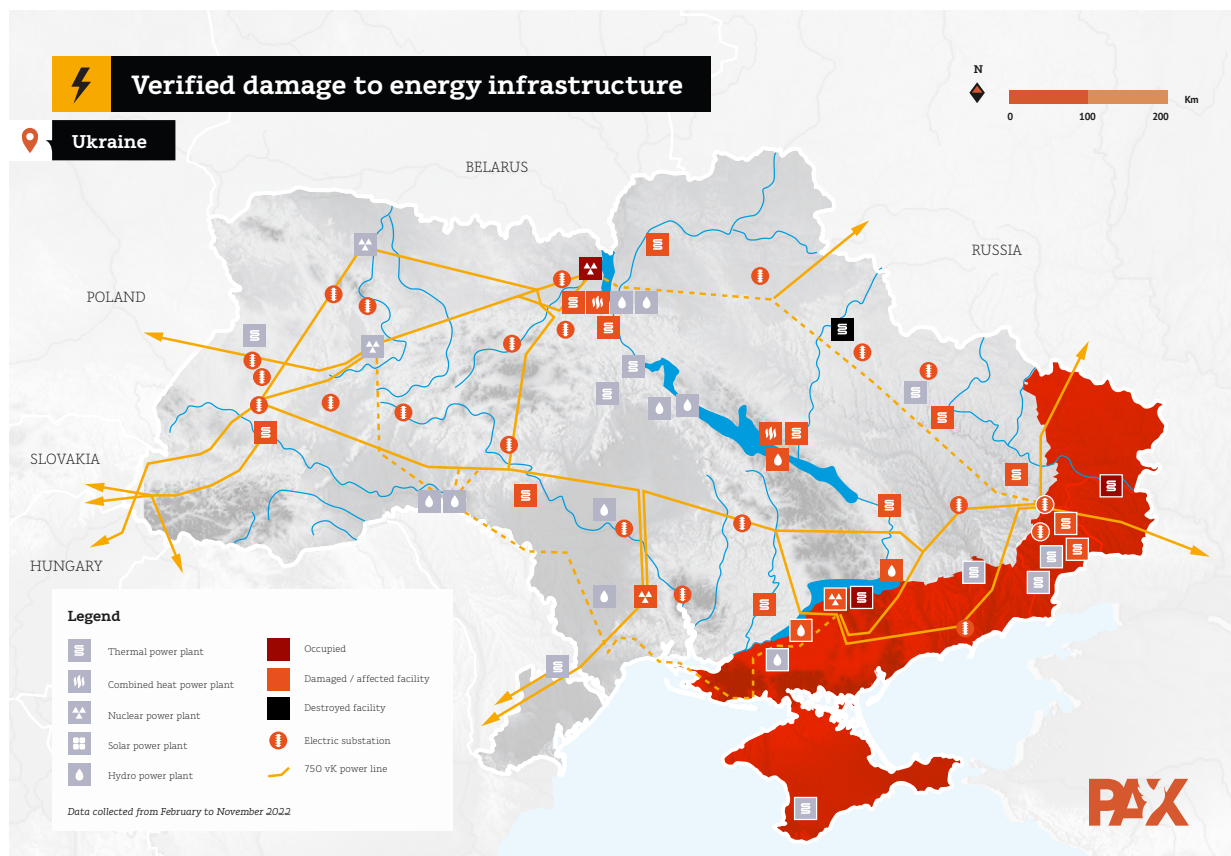 Verified damage to energy infrastructure
Ukraine
N
Km
0 100 200
BELARUS
RUSSIA
POLAND
SLOVAKIA
HUNGARY
Legend
Thermal power plant
Combined heat power plant
Nuclear power plant
Solar power plant
Hydro power plant
Occupied
Damaged / affected facility
Destroyed facility
Electric substation
750 vK power line
Data collected from February to November 2022
PAX